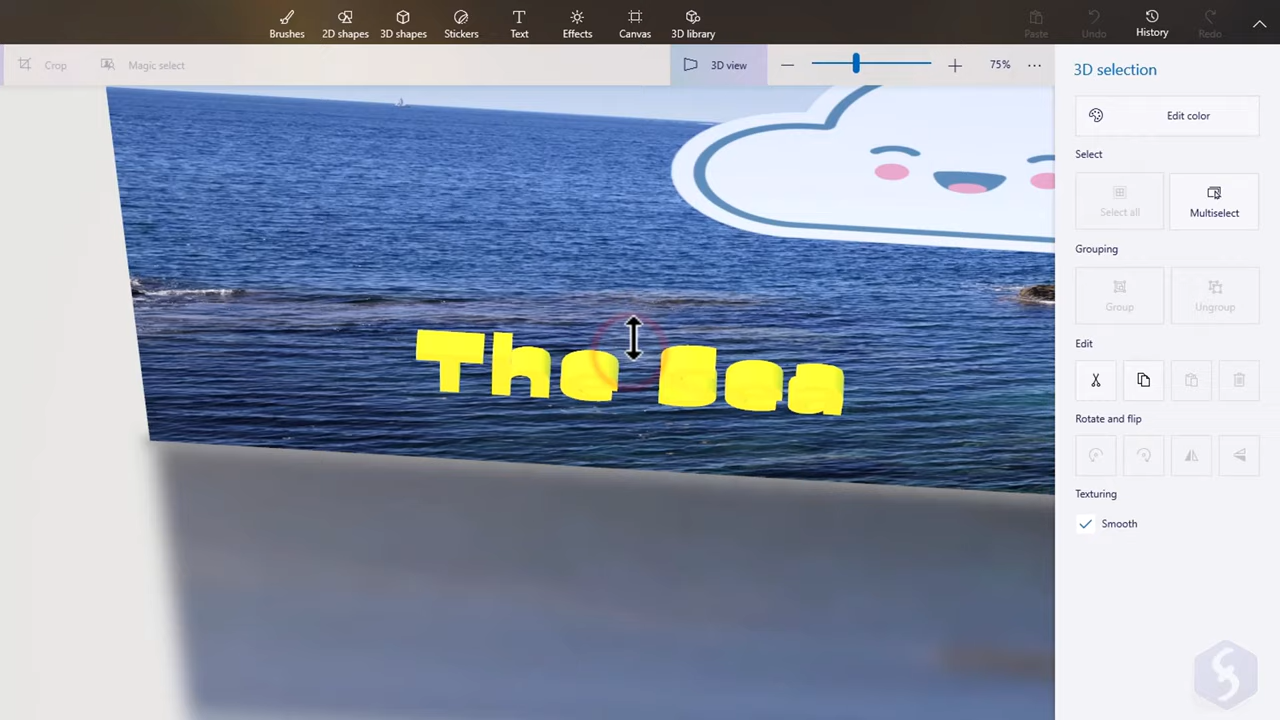 Brushes
2D shapes
3D shapes
Stickers
Text
Effects
Canvas
3D library
Paste
Undo
History
Redo
Crop
Magic select
3D view
75%
3D selection
Edit color
Select
Select all
Multiselect
Grouping
Group
Ungroup
Edit
Rotate and flip
Texturing
Smooth
The Sea